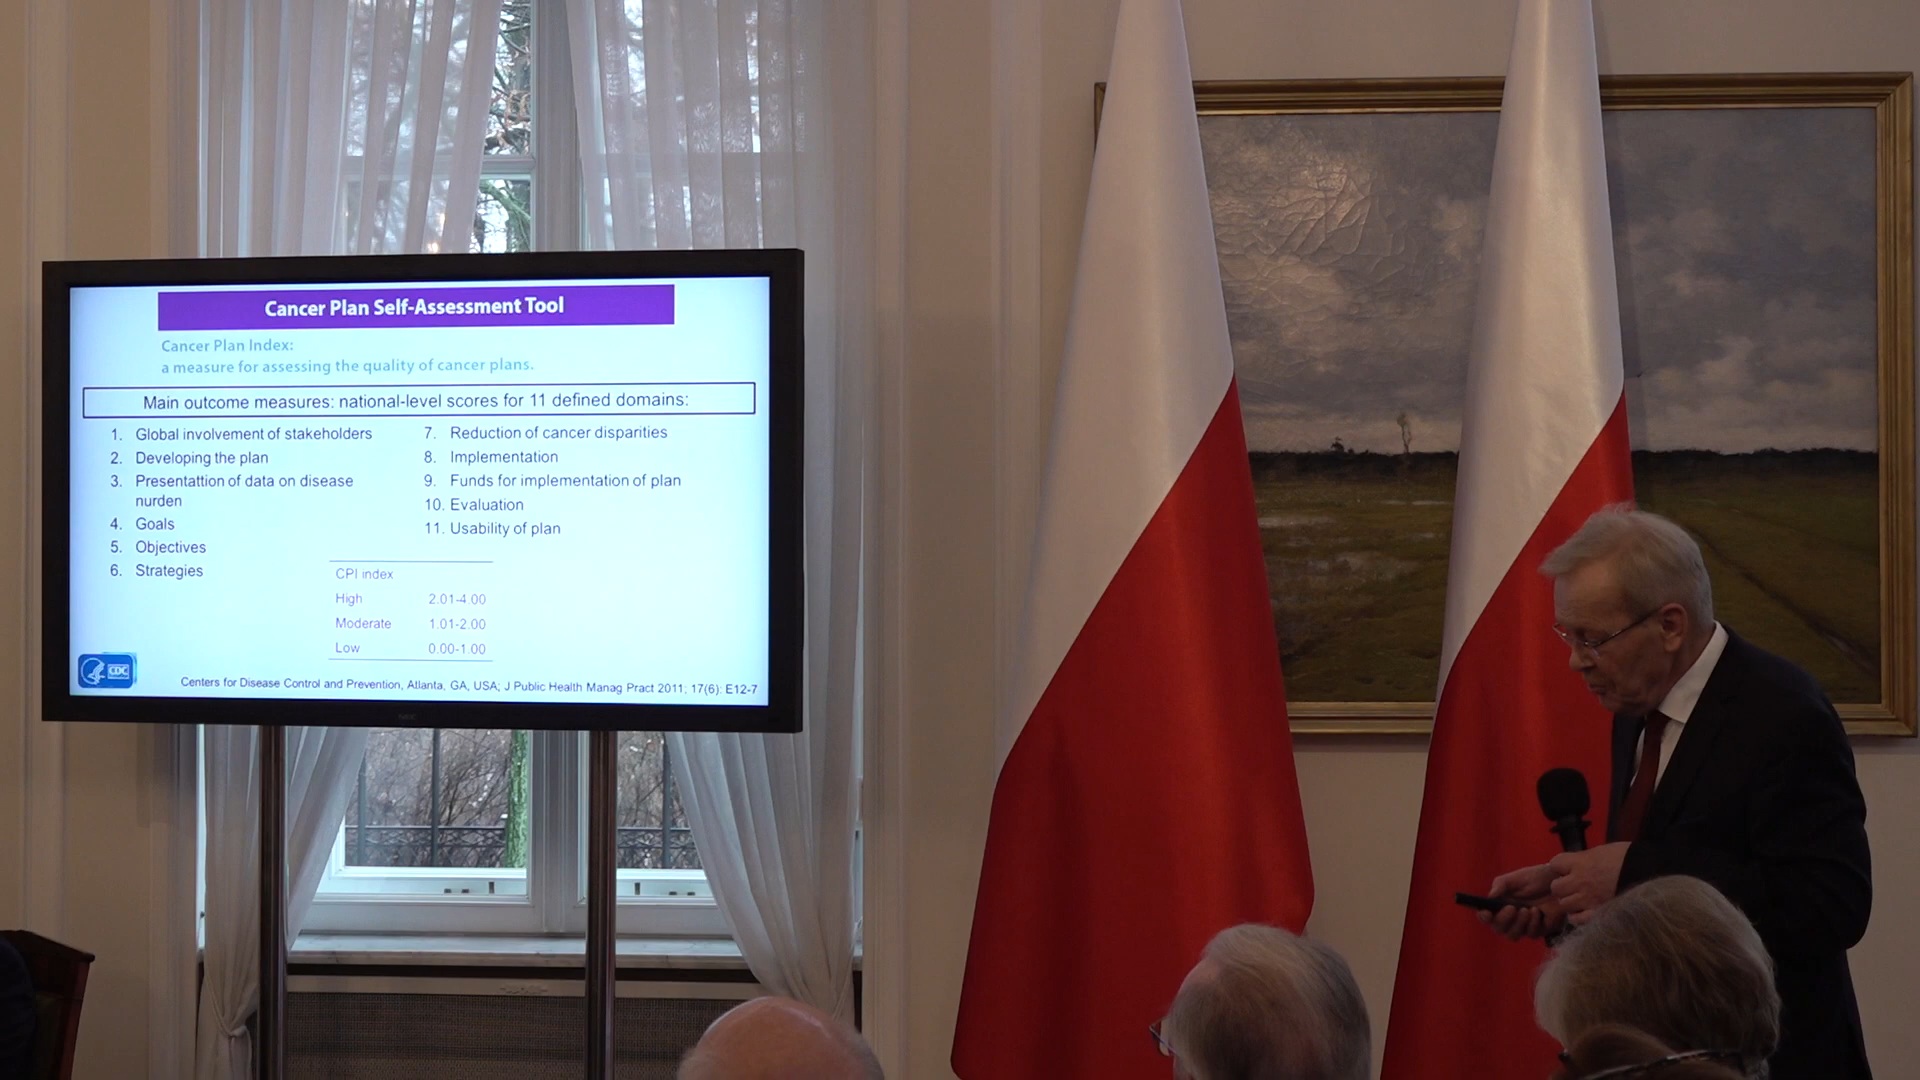 Cancer Plan Self-Assessment Tool
Cancer Plan Index:
a measure for assessing the quality of cancer plans.
Main outcome measures: national-level scores for 11 defined domains:
1. Global involvement of stakeholders
2. Developing the plan
3. Presentattion of data on disease
nurden
4. Goals
5. Objectives
6. Strategies
7. Reduction of cancer disparities
8. Implementation
9. Funds for implementation of plan
10. Evaluation
11. Usability of plan
CPI index
High 2.01-4.00
Moderate 1.01-2.00
Low 0.00-1.00
CDC
Centers for Disease Control and Prevention, Atlanta, GA, USA; J Public Health Manag Pract 2011; 17(6): E12-7